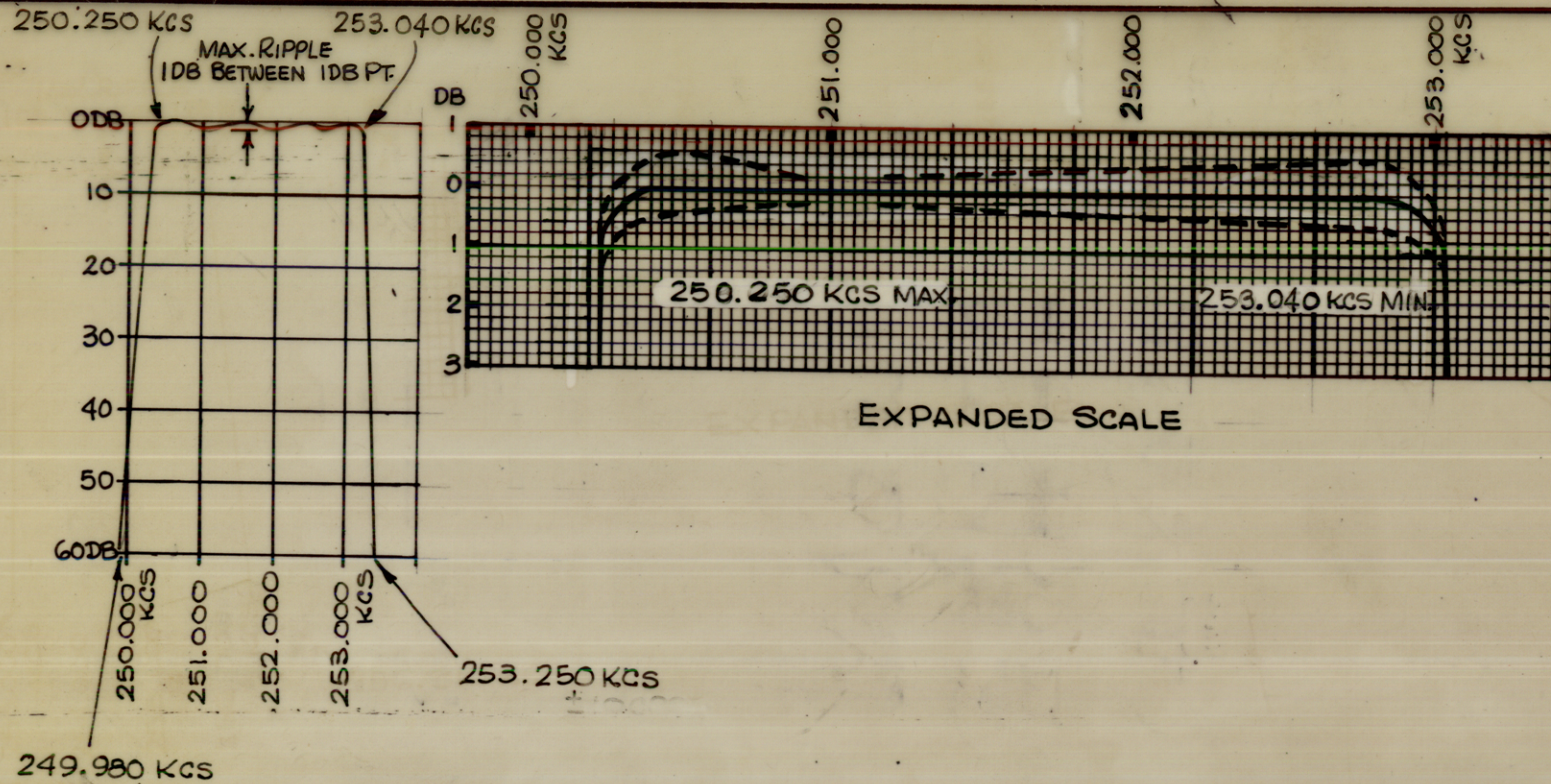 250.250 KCS
253.040 KCS
MAX. RIPPLE
1DB BETWEEN 1DB PT.
0DB
10
20
30
40
50
60DB
250.000 KCS
251.000
252.000
253.000 KCS
249.980 KCS
253.250 KCS
DB
250.000 KCS
251.000
252.000
253.000 KCS
1
0
1
2
3
250.250 KCS MAX
253.040 KCS MIN.
EXPANDED SCALE